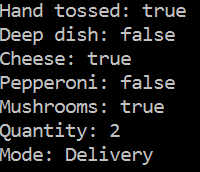 Hand tossed: true
Deep dish: false
Cheese: true
Pepperoni: false
Mushrooms: true
Quantity: 2
Mode: Delivery